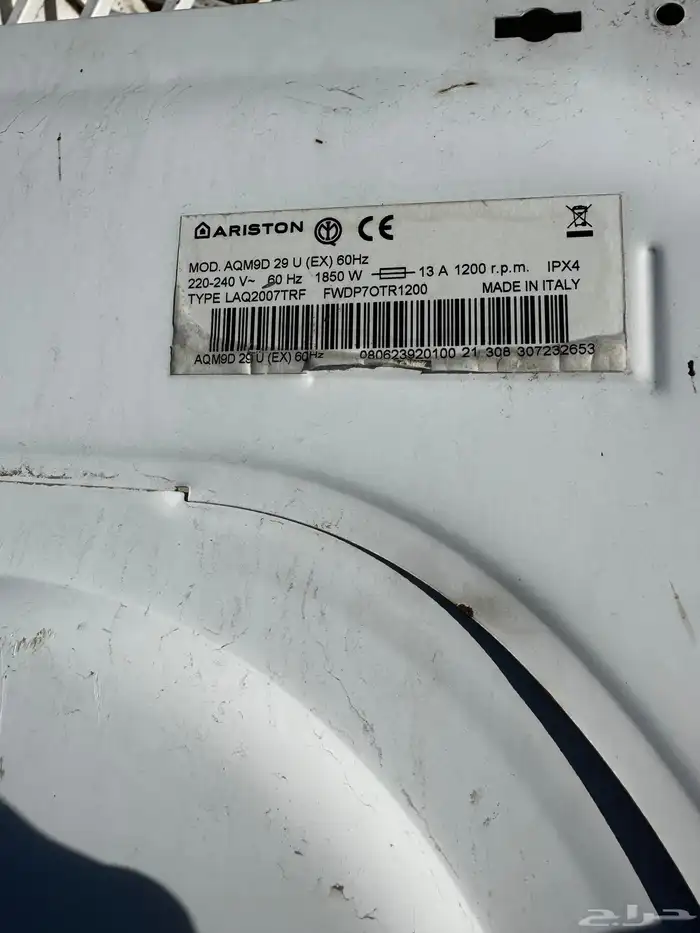 ARISTON CE
MOD. AQM9D 29 U (EX) 60Hz
220-240 V~ 60 Hz 1850 W 13 A 1200 r.p.m. IPX4
TYPE LAQ2007TRF FWDP7OTR1200 MADE IN ITALY
AQM9D 29 U (EX) 60Hz 080623920100 21 308 307232653
حراج